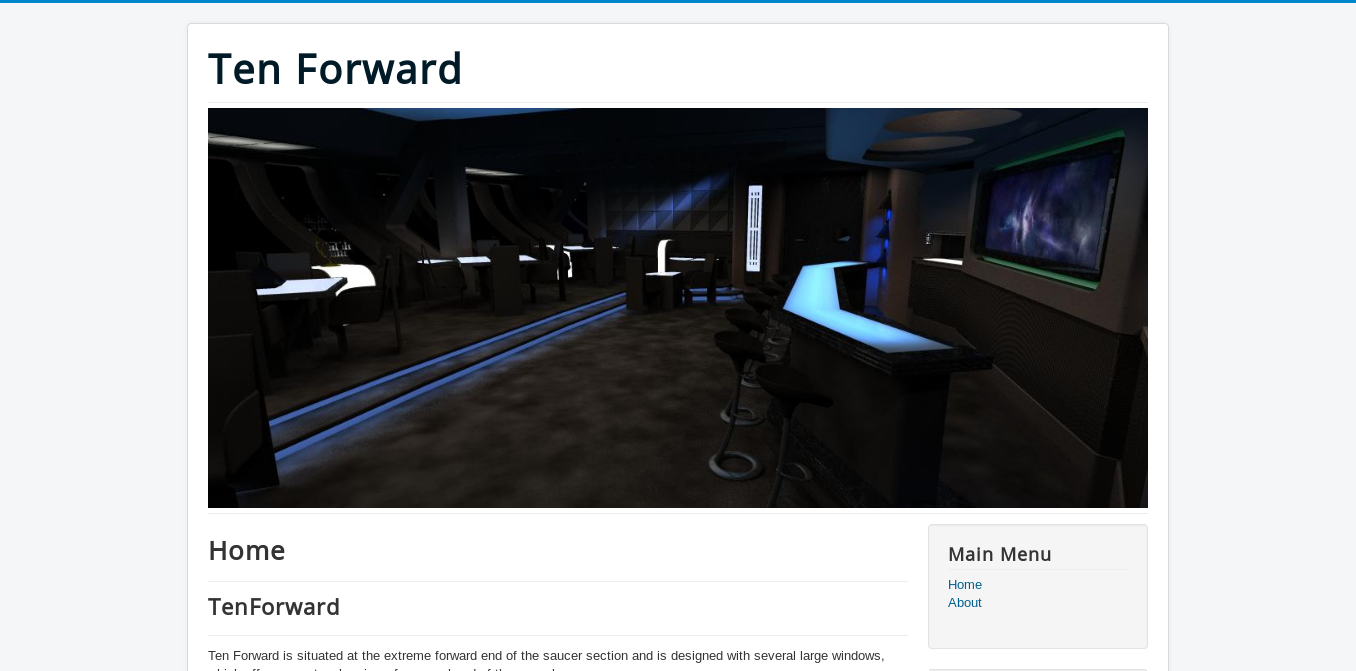 Ten Forward
Home
TenForward
Ten Forward is situated at the extreme forward end of the saucer section and is designed with several large windows,
Main Menu
Home
About